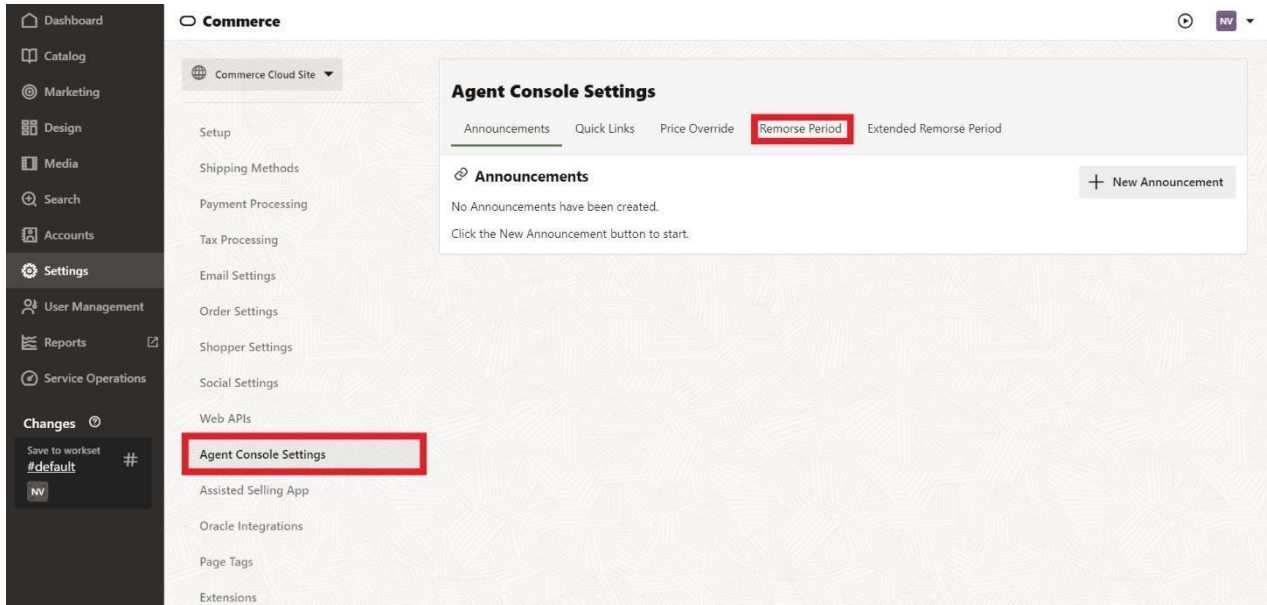 Dashboard
Catalog
Marketing
Design
Media
Search
Accounts
Settings
User Management
Reports
Service Operations
Changes
Save to workset
#default
#
NV
Commerce
NV
Commerce Cloud Site
Setup
Shipping Methods
Payment Processing
Tax Processing
Email Settings
Order Settings
Shopper Settings
Social Settings
Web APIs
Agent Console Settings
Assisted Selling App
Oracle Integrations
Page Tags
Extensions
Agent Console Settings
Announcements Quick Links Price Override Remorse Period Extended Remorse Period
Announcements
+ New Announcement
No Announcements have been created.
Click the New Announcement button to start.